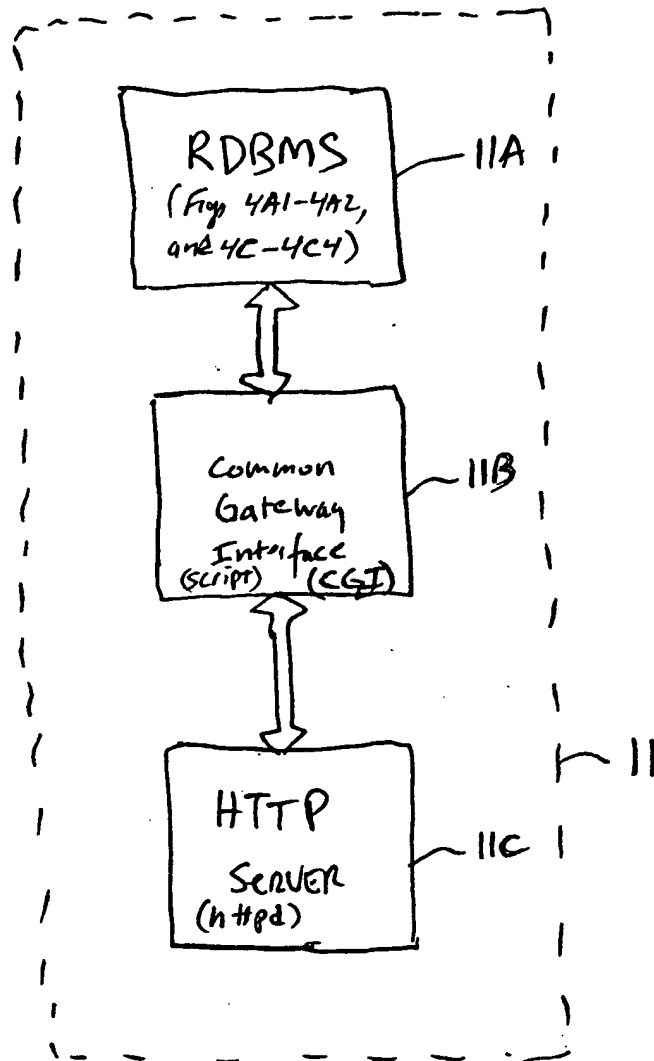 RDBMS
(Figs 4A1-4A2,
and 4C-4C4)
11A
Common
Gateway
Interface
(script) (CGI)
11B
11
HTTP
SERVER
(httpd)
11C